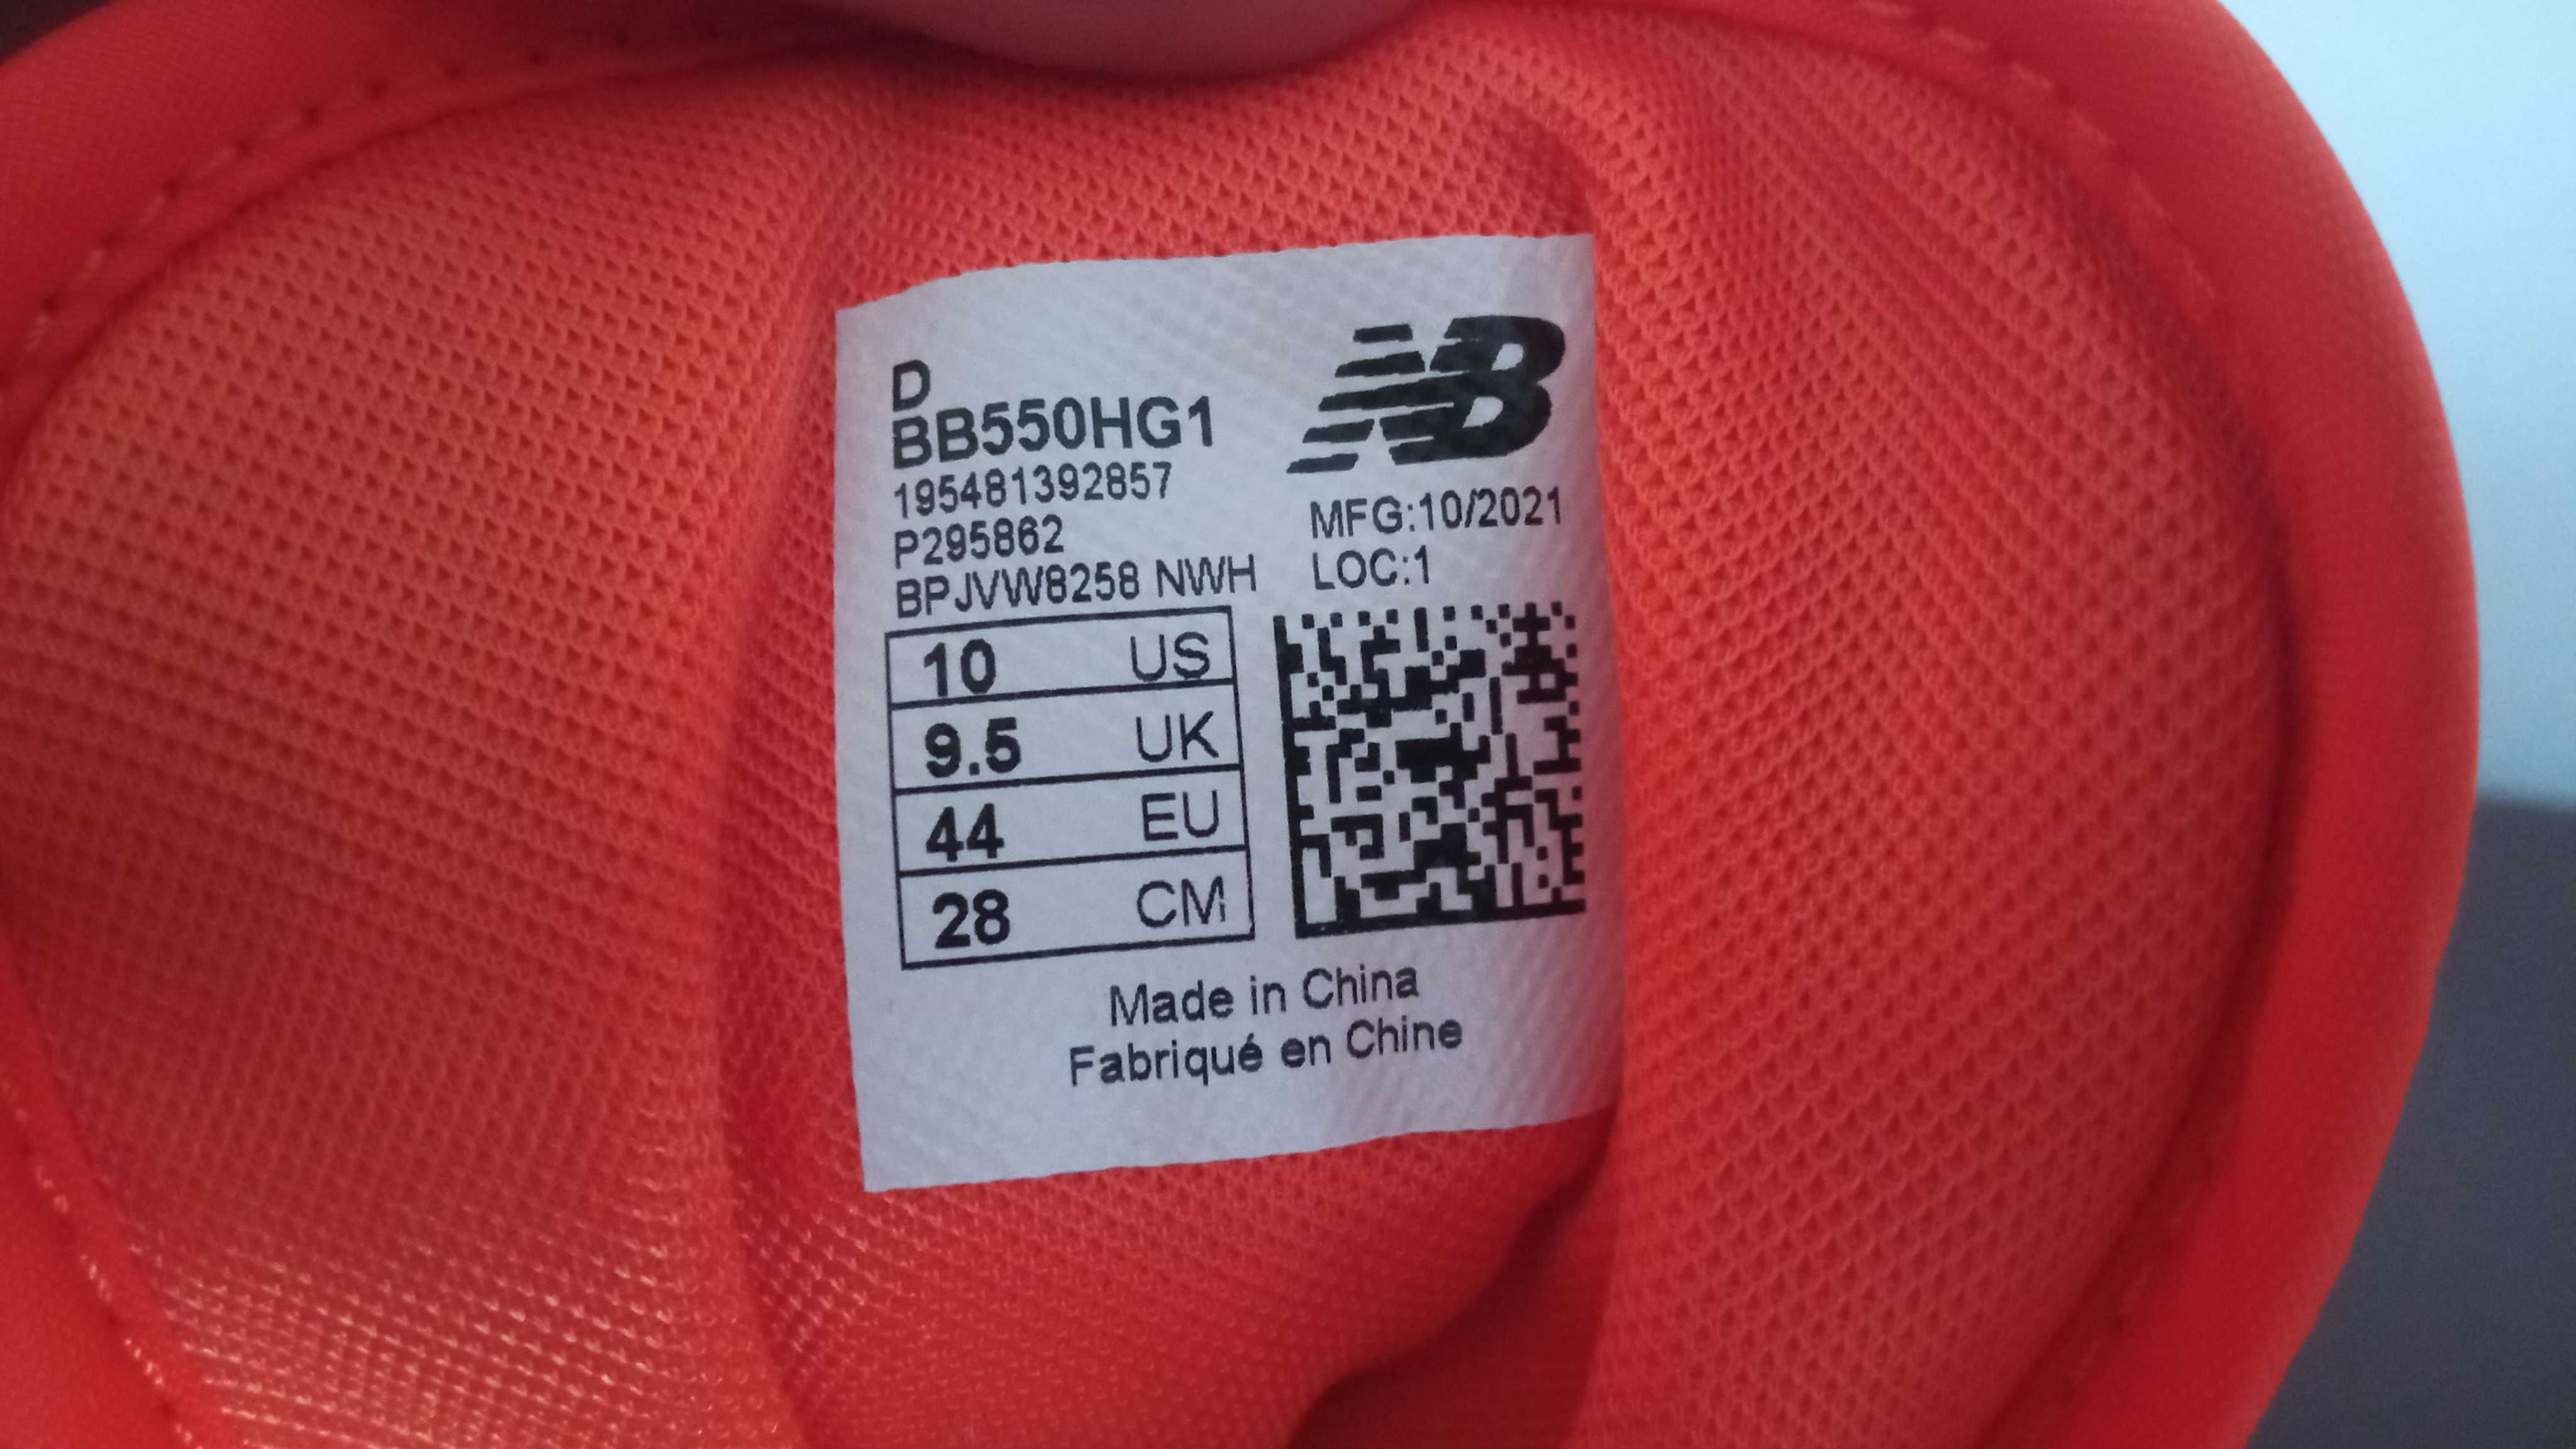 D
BB550HG1
195481392857
P295862
BPJVW8258 NWH
NB
MFG:10/2021
LOC:1
10 US
9.5 UK
44 EU
28 CM
Made in China
Fabriqué en Chine